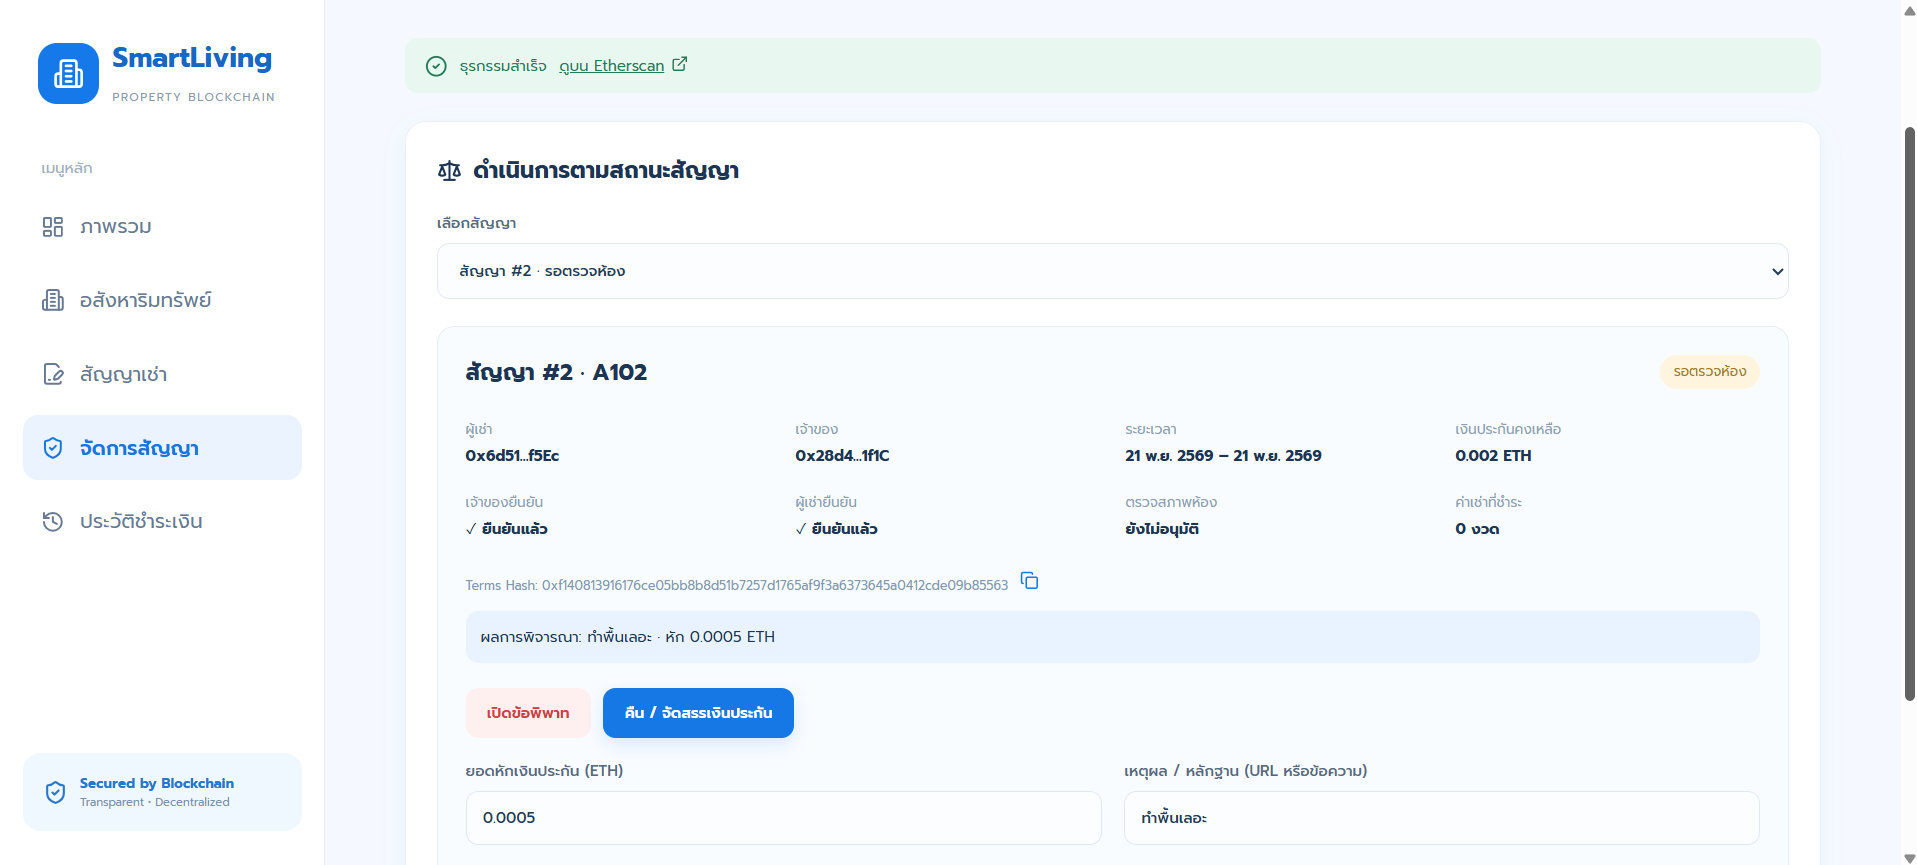 SmartLiving
PROPERTY BLOCKCHAIN
เมนูหลัก
ภาพรวม
อสังหาริมทรัพย์
สัญญาเช่า
จัดการสัญญา
ประวัติชำระเงิน
Secured by Blockchain
Transparent • Decentralized
ธุรกรรมสำเร็จ ดูบน Etherscan
ดำเนินการตามสถานะสัญญา
เลือกสัญญา
สัญญา #2 · รอตรวจห้อง
สัญญา #2 · A102
รอตรวจห้อง
ผู้เช่า เจ้าของ ระยะเวลา เงินประกันคงเหลือ
0x6d51...f5Ec 0x28d4...1f1C 21 พ.ย. 2569 – 21 พ.ย. 2569 0.002 ETH
เจ้าของยืนยัน ผู้เช่ายืนยัน ตรวจสภาพห้อง ค่าเช่าที่ชำระ
✓ ยืนยันแล้ว ✓ ยืนยันแล้ว ยังไม่อนุมัติ 0 งวด
Terms Hash: 0xf140813916176ce05bb8b8d51b7257d1765af9f3a6373645a0412cde09b85563
ผลการพิจารณา: ทำพื้นเลอะ · หัก 0.0005 ETH
เปิดข้อพิพาท คืน / จัดสรรเงินประกัน
ยอดหักเงินประกัน (ETH) เหตุผล / หลักฐาน (URL หรือข้อความ)
0.0005 ทำพื้นเลอะ